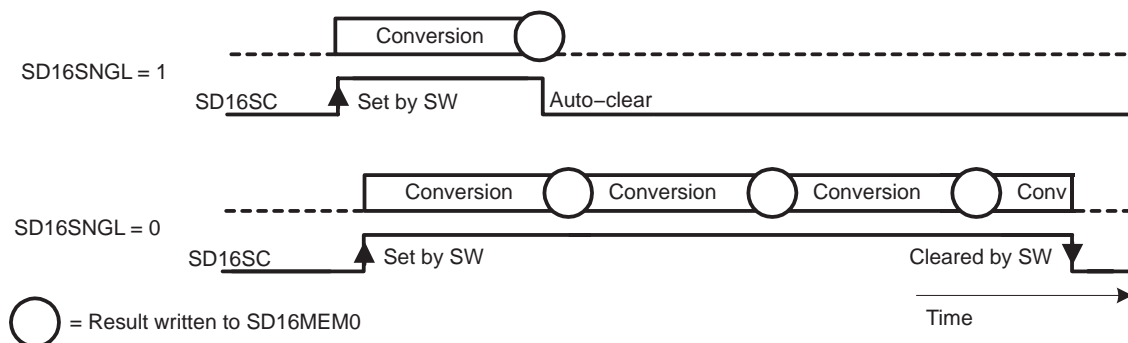 Conversion
SD16SNGL = 1
SD16SC Set by SW Auto−clear
Conversion Conversion Conversion Conv
SD16SNGL = 0
SD16SC Set by SW Cleared by SW
= Result written to SD16MEM0
Time